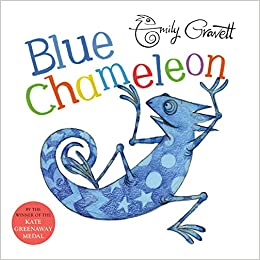 Emily Gravett
Blue
Chameleon
BY THE
WINNER OF THE
KATE
GREENAWAY
MEDAL